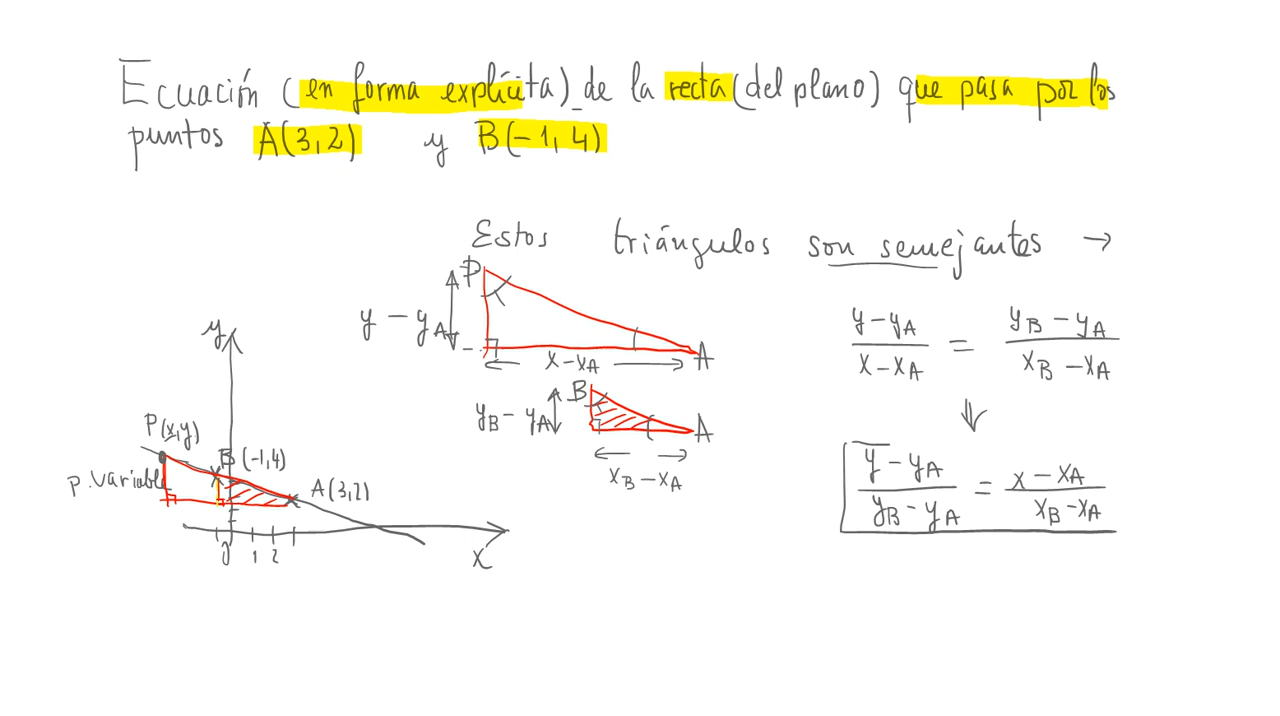 Ecuación (en forma explícita) de la recta (del plano) que pasa por los
puntos A(3,2) y B(-1,4)
Estos triángulos son semejantes →
P
y - yA
x - xA
A
B
yB - yA
A
xB - xA
y - yA / x - xA = yB - yA / xB - xA
⇓
y - yA / yB - yA = x - xA / xB - xA
y
P(x,y)
B(-1,4)
P. Variable
A(3,2)
0 1 2
x